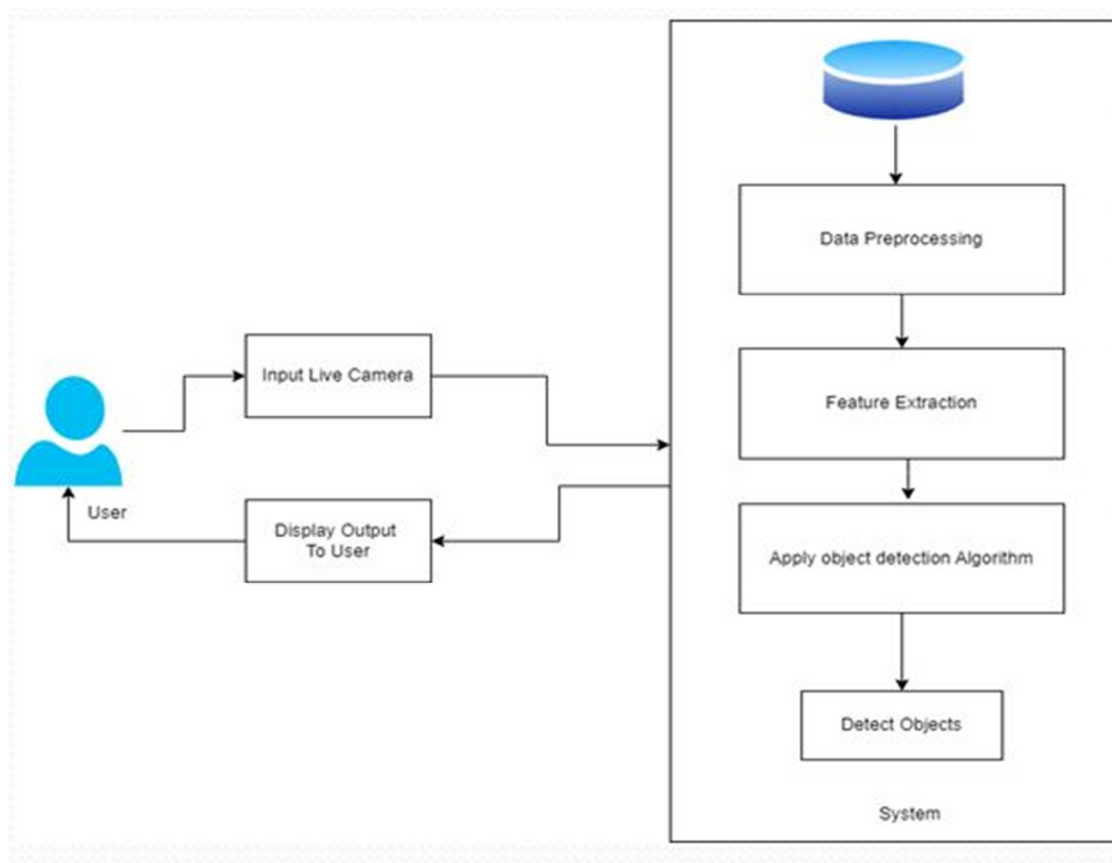 Data Preprocessing
Input Live Camera
Feature Extraction
User
Display Output
To User
Apply object detection Algorithm
Detect Objects
System